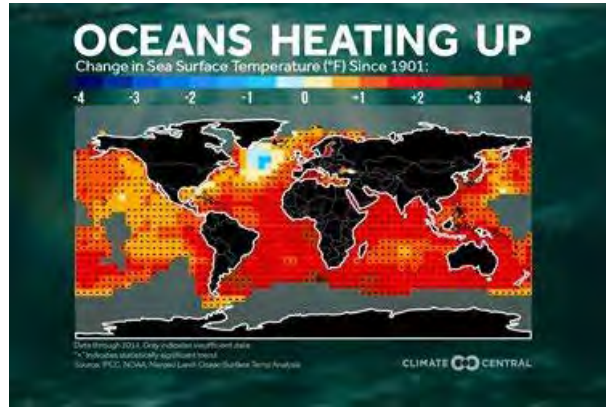 OCEANS HEATING UP
Change in Sea Surface Temperature (°F) Since 1901:
-4 -3 -2 -1 0 +1 +2 +3 +4
Data through 2014. Gray indicates insufficient data
"+" indicates statistically significant trend
Source: IPCC, NOAA, Merged Land-Ocean Surface Temp Analysis
CLIMATE CENTRAL